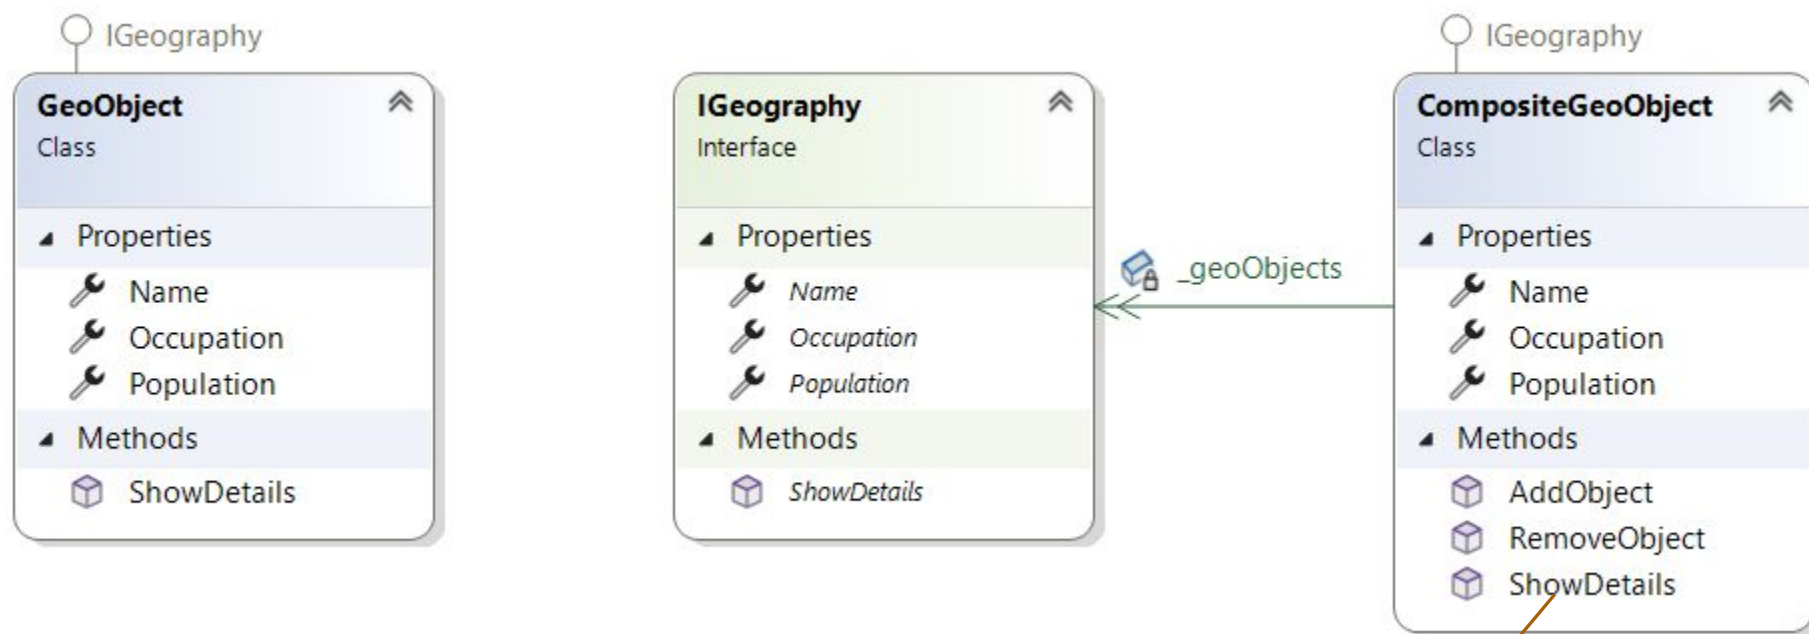 IGeography
GeoObject
Class
Properties
Name
Occupation
Population
Methods
ShowDetails
IGeography
Interface
Properties
Name
Occupation
Population
Methods
ShowDetails
_geoObjects
IGeography
CompositeGeoObject
Class
Properties
Name
Occupation
Population
Methods
AddObject
RemoveObject
ShowDetails